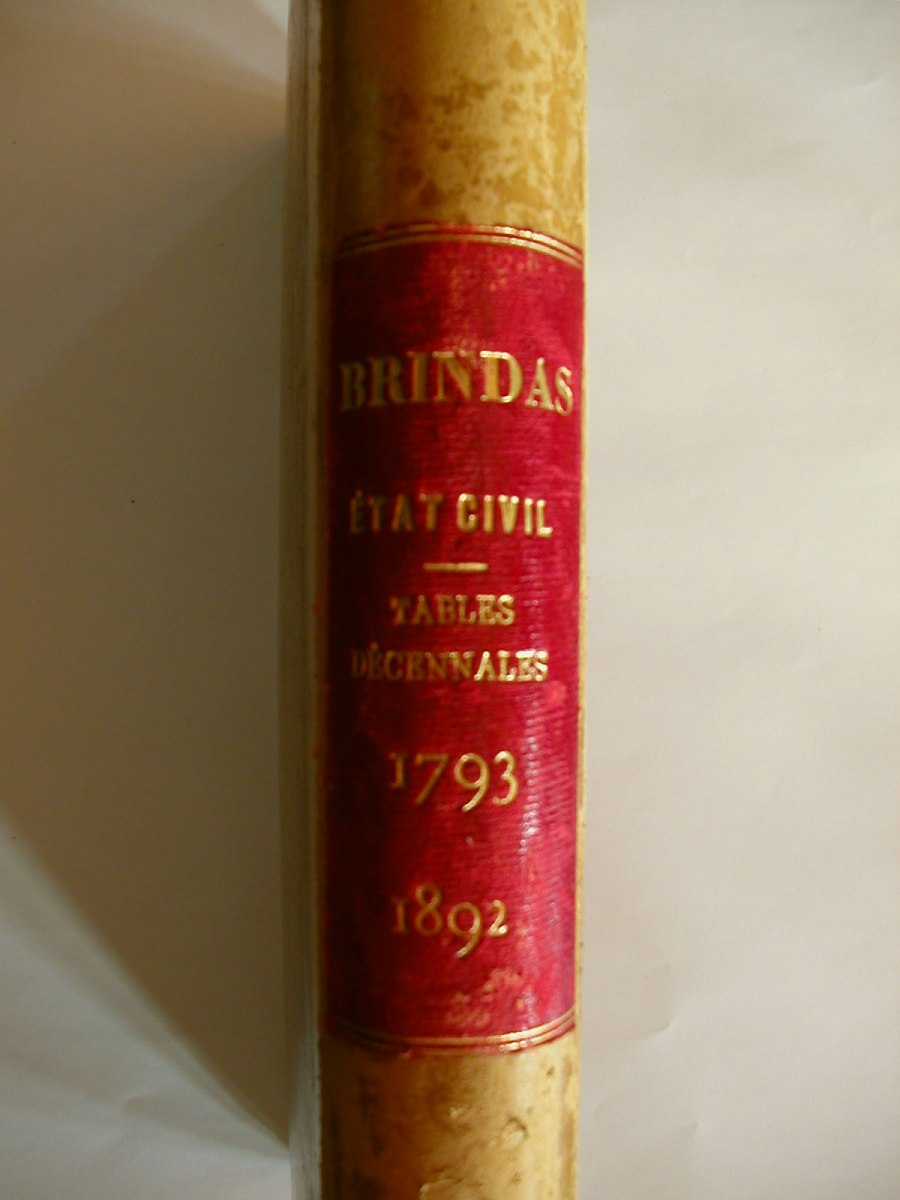 BRINDAS
ÉTAT CIVIL
TABLES
DÉCENNALES
1793
1892